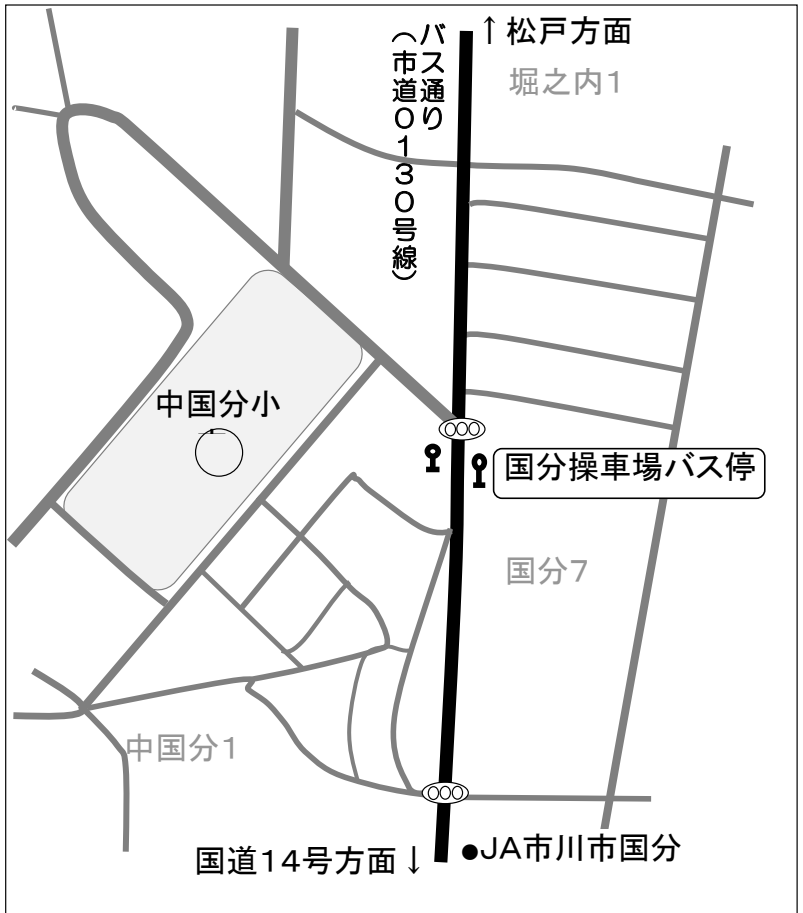 ↑松戸方面
堀之内1
バス通り
（市道０１３０号線）
中国分小
国分操車場バス停
国分7
中国分1
国道14号方面↓
●JA市川市国分